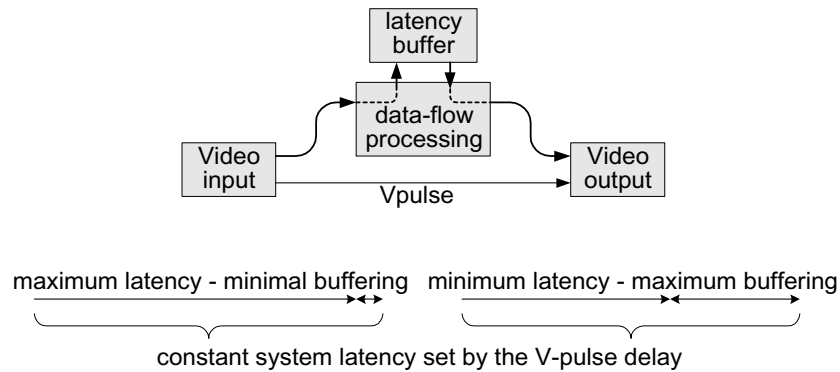 latency
buffer
data-flow
processing
Video
input
Video
output
Vpulse
maximum latency - minimal buffering
minimum latency - maximum buffering
constant system latency set by the V-pulse delay